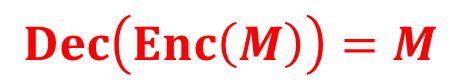 Dec(Enc(M)) = M